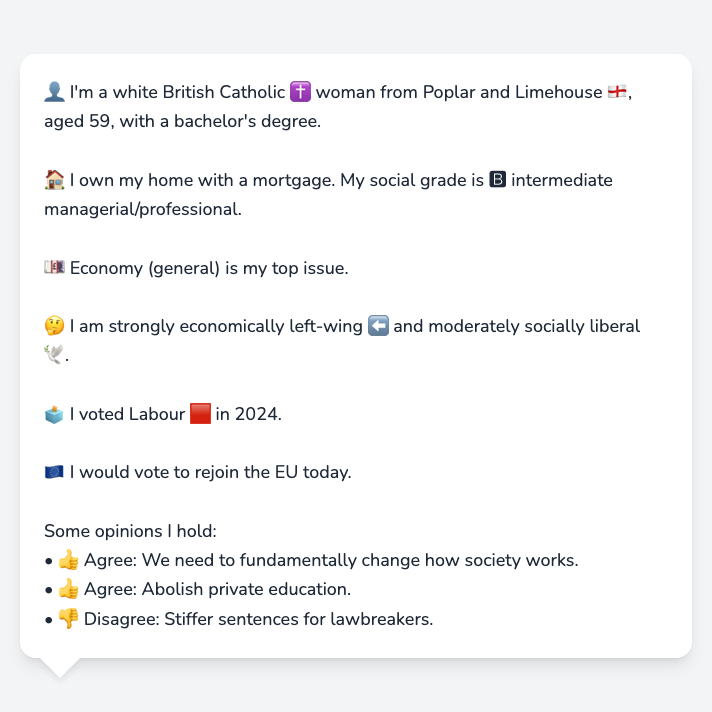 👤 I'm a white British Catholic ✝️ woman from Poplar and Limehouse 🏴󠁧󠁢󠁥󠁮󠁧󠁿,
aged 59, with a bachelor's degree.
🏠 I own my home with a mortgage. My social grade is 🅱 intermediate
managerial/professional.
💷 Economy (general) is my top issue.
🤔 I am strongly economically left-wing ⬅️ and moderately socially liberal
🕊️.
🗳️ I voted Labour 🟥 in 2024.
🇪🇺 I would vote to rejoin the EU today.
Some opinions I hold:
• 👍 Agree: We need to fundamentally change how society works.
• 👍 Agree: Abolish private education.
• 👎 Disagree: Stiffer sentences for lawbreakers.